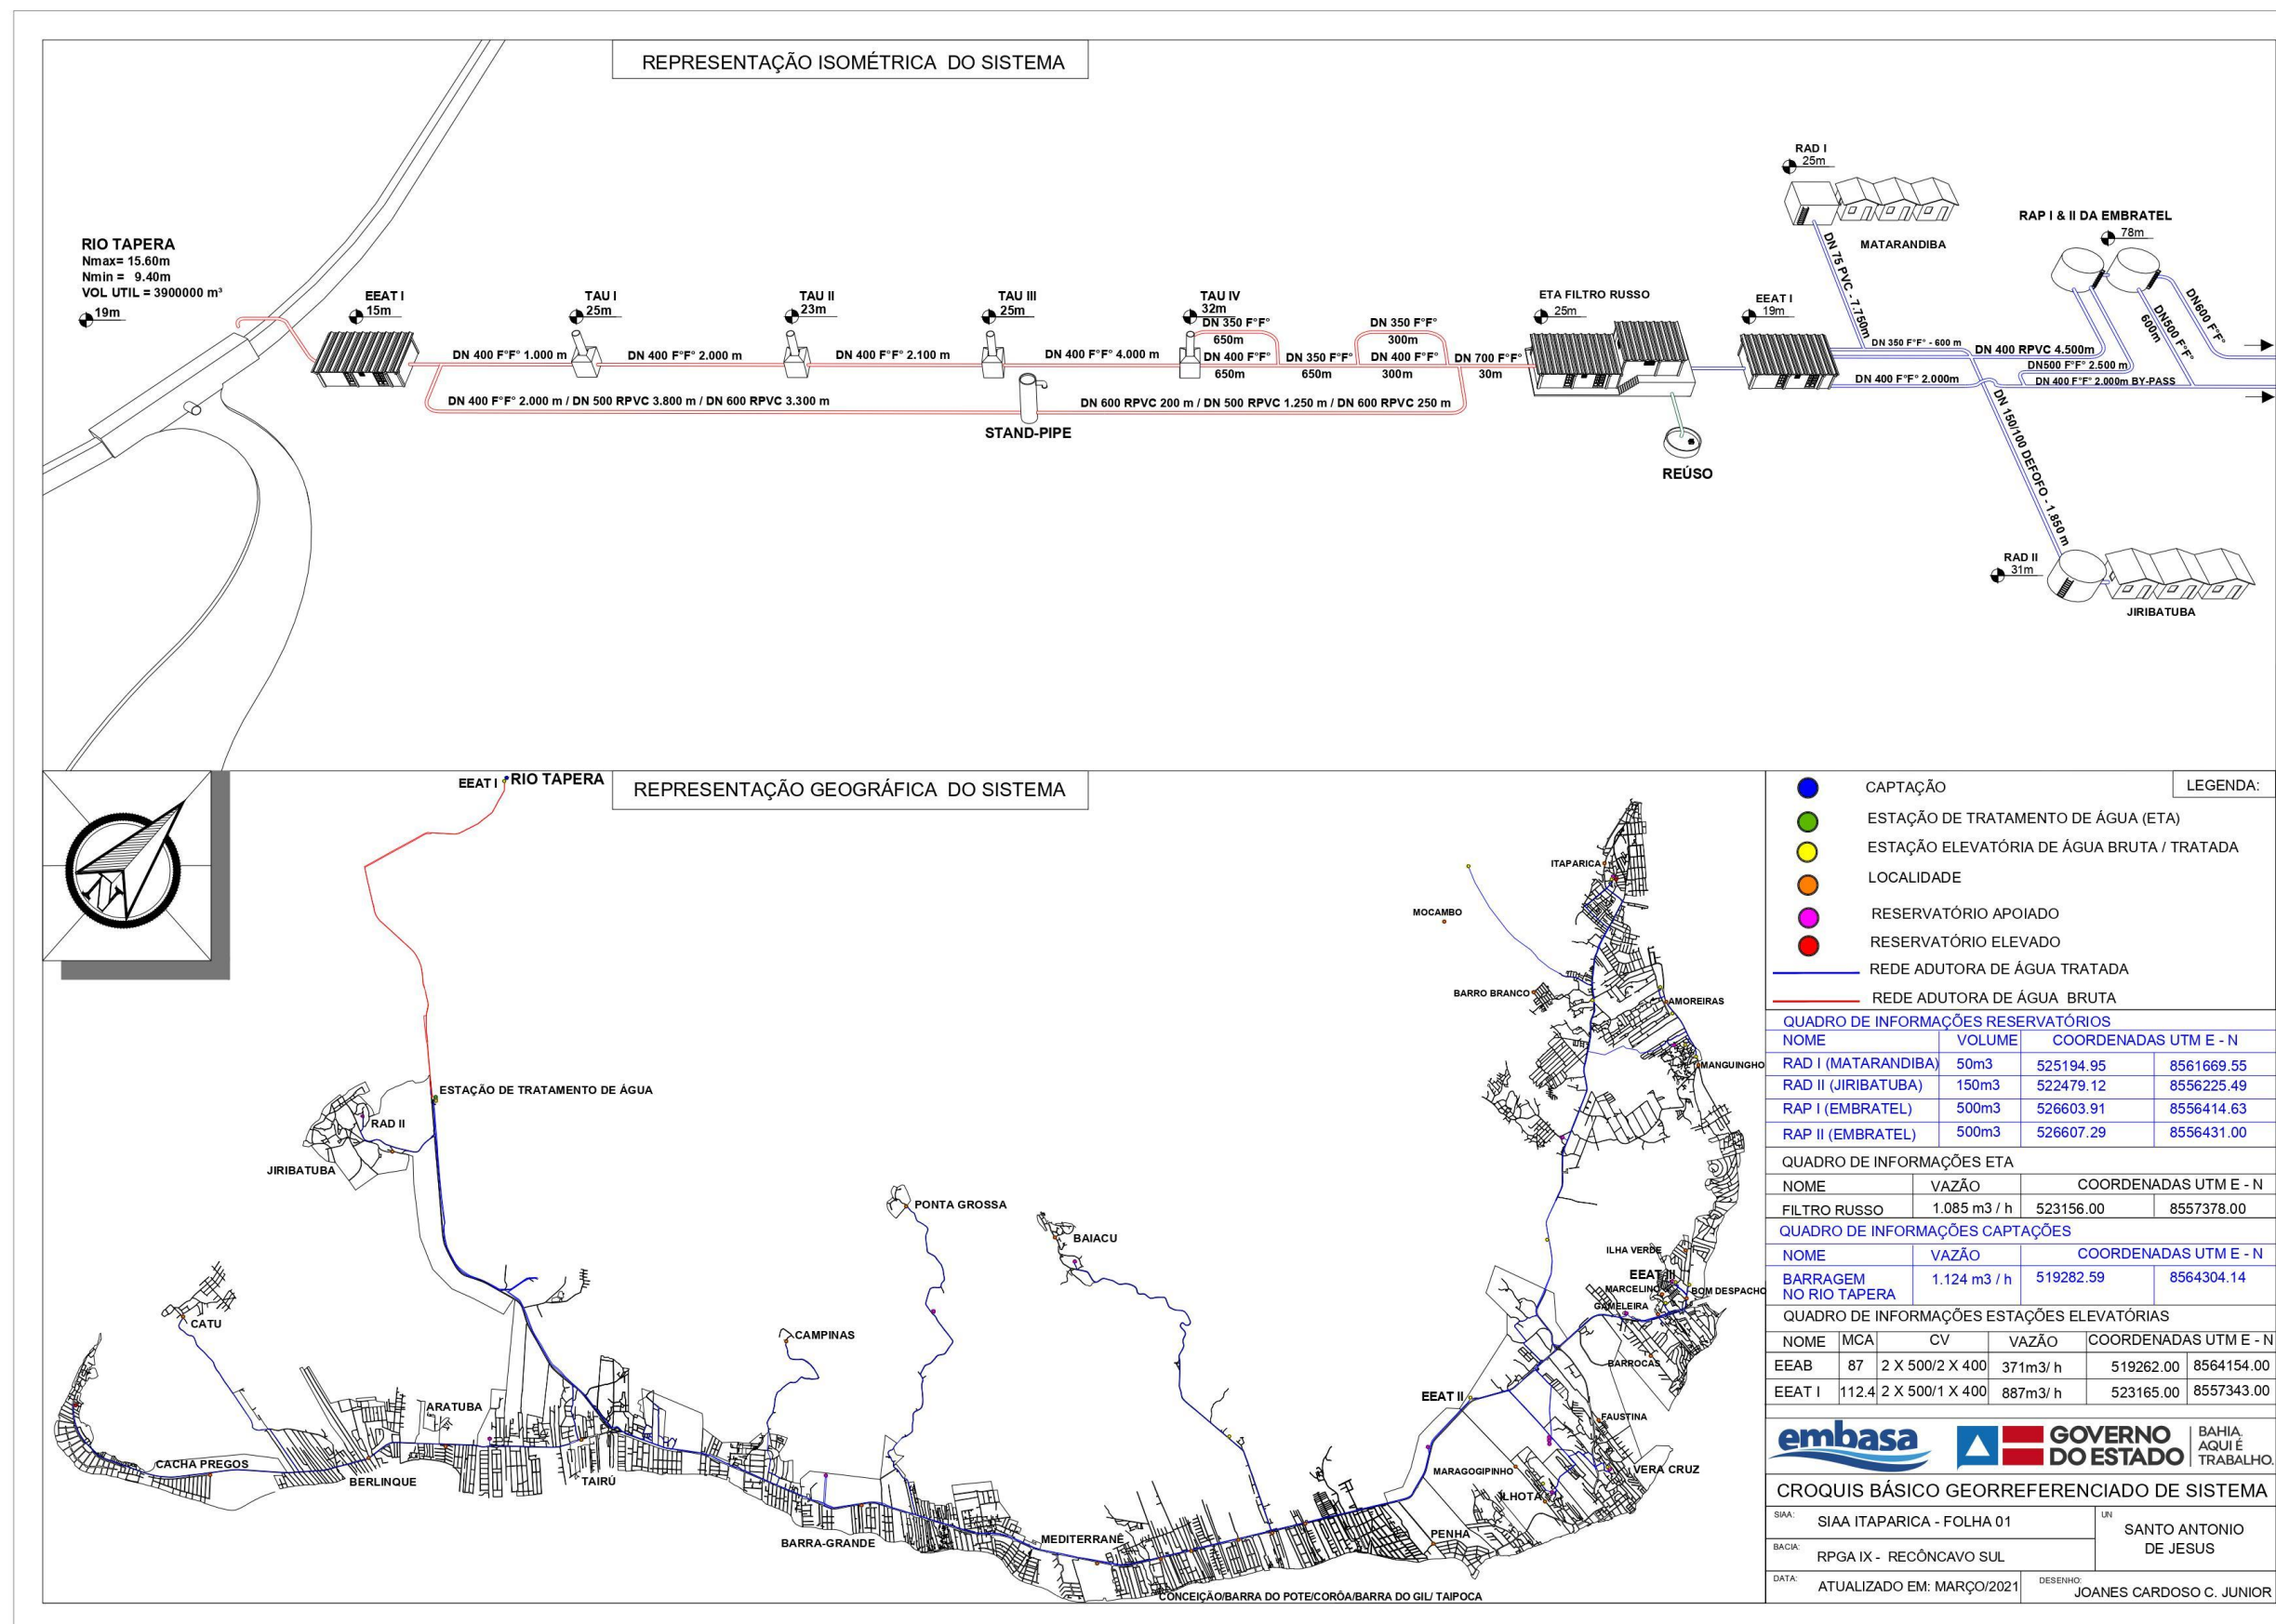 REPRESENTAÇÃO ISOMÉTRICA DO SISTEMA
RIO TAPERA
Nmax= 15.60m
Nmin = 9.40m
VOL UTIL = 3900000 m³
19m
EEAT I
15m
TAU I
25m
TAU II
23m
TAU III
25m
TAU IV
32m
DN 350 F°F°
650m
DN 350 F°F°
300m
DN 400 F°F° 1.000 m
DN 400 F°F° 2.000 m
DN 400 F°F° 2.100 m
DN 400 F°F° 4.000 m
DN 400 F°F°
650m
DN 350 F°F°
650m
DN 400 F°F°
300m
DN 700 F°F°
30m
DN 400 F°F° 2.000 m / DN 500 RPVC 3.800 m / DN 600 RPVC 3.300 m
STAND-PIPE
DN 600 RPVC 200 m / DN 500 RPVC 1.250 m / DN 600 RPVC 250 m
ETA FILTRO RUSSO
25m
REÚSO
EEAT I
19m
RAD I
25m
MATARANDIBA
DN 75 PVC - 7.750m
RAP I & II DA EMBRATEL
78m
DN600 F°F°
DN500 F°F°
600m
DN 350 F°F° - 600 m
DN 400 RPVC 4.500m
DN500 F°F° 2.500 m
DN 400 F°F° 2.000m
DN 400 F°F° 2.000m BY-PASS
DN 150/100 DEFOFO - 1.850 m
RAD II
31m
JIRIBATUBA
REPRESENTAÇÃO GEOGRÁFICA DO SISTEMA
N
EEAT I
RIO TAPERA
ESTAÇÃO DE TRATAMENTO DE ÁGUA
RAD II
JIRIBATUBA
CATU
CACHA PREGOS
BERLINQUE
ARATUBA
TAIRÚ
CAMPINAS
PONTA GROSSA
BAIACU
BARRA-GRANDE
MEDITERRANÊ
CONCEIÇÃO/BARRA DO POTE/CORÔA/BARRA DO GIL/ TAIPOCA
PENHA
EEAT II
MARAGOGIPINHO
ILHOTA
VERA CRUZ
FAUSTINA
BARROCAS
GAMELEIRA
MARCELINO
EEAT III
BOM DESPACHO
ILHA VERDE
MANGUINGHO
AMOREIRAS
BARRO BRANCO
MOCAMBO
ITAPARICA
LEGENDA:
CAPTAÇÃO
ESTAÇÃO DE TRATAMENTO DE ÁGUA (ETA)
ESTAÇÃO ELEVATÓRIA DE ÁGUA BRUTA / TRATADA
LOCALIDADE
RESERVATÓRIO APOIADO
RESERVATÓRIO ELEVADO
REDE ADUTORA DE ÁGUA TRATADA
REDE ADUTORA DE ÁGUA BRUTA
QUADRO DE INFORMAÇÕES RESERVATÓRIOS
NOME VOLUME COORDENADAS UTM E - N
RAD I (MATARANDIBA) 50m3 525194.95 8561669.55
RAD II (JIRIBATUBA) 150m3 522479.12 8556225.49
RAP I (EMBRATEL) 500m3 526603.91 8556414.63
RAP II (EMBRATEL) 500m3 526607.29 8556431.00
QUADRO DE INFORMAÇÕES ETA
NOME VAZÃO COORDENADAS UTM E - N
FILTRO RUSSO 1.085 m3 / h 523156.00 8557378.00
QUADRO DE INFORMAÇÕES CAPTAÇÕES
NOME VAZÃO COORDENADAS UTM E - N
BARRAGEM
NO RIO TAPERA 1.124 m3 / h 519282.59 8564304.14
QUADRO DE INFORMAÇÕES ESTAÇÕES ELEVATÓRIAS
NOME MCA CV VAZÃO COORDENADAS UTM E - N
EEAB 87 2 X 500/2 X 400 371m3/ h 519262.00 8564154.00
EEAT I 112.4 2 X 500/1 X 400 887m3/ h 523165.00 8557343.00
embasa
GOVERNO
DO ESTADO
BAHIA.
AQUI É
TRABALHO.
CROQUIS BÁSICO GEORREFERENCIADO DE SISTEMA
SIAA: SIAA ITAPARICA - FOLHA 01
UN SANTO ANTONIO
DE JESUS
BACIA: RPGA IX - RECÔNCAVO SUL
DATA: ATUALIZADO EM: MARÇO/2021
DESENHO: JOANES CARDOSO C. JUNIOR